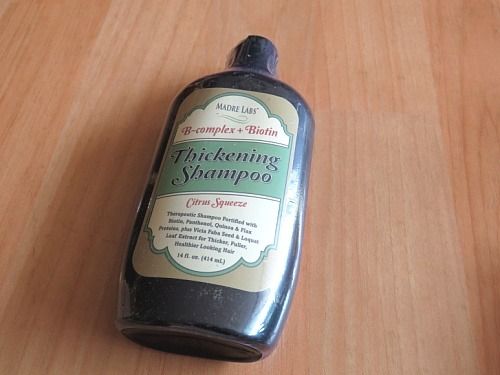 MADRE LABS™
B-complex + Biotin
Thickening
Shampoo
Citrus Squeeze
Therapeutic Shampoo Fortified with
Biotin, Panthenol, Quinoa & Flax
Proteins, plus Vicia Faba Seed & Loquat
Leaf Extract for Thicker, Fuller,
Healthier Looking Hair
14 fl. oz. (414 mL)